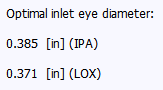 Optimal inlet eye diameter:
0.385 [in] (IPA)
0.371 [in] (LOX)